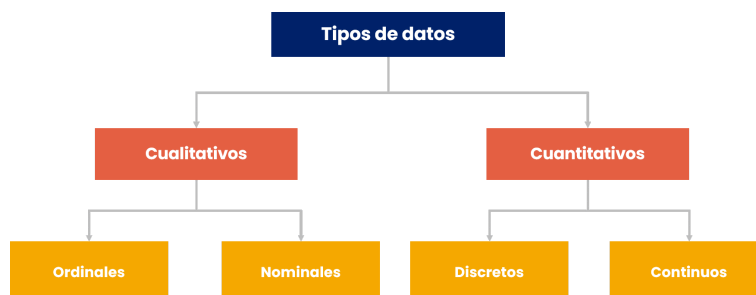 Tipos de datos
Cualitativos
Cuantitativos
Ordinales
Nominales
Discretos
Continuos